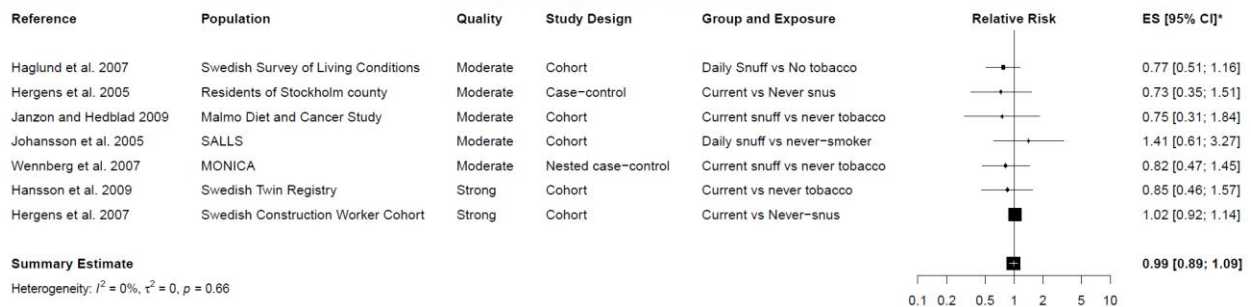 Reference Population Quality Study Design Group and Exposure Relative Risk ES [95% CI]*
Haglund et al. 2007 Swedish Survey of Living Conditions Moderate Cohort Daily Snuff vs No tobacco 0.77 [0.51; 1.16]
Hergens et al. 2005 Residents of Stockholm county Moderate Case−control Current vs Never snus 0.73 [0.35; 1.51]
Janzon and Hedblad 2009 Malmo Diet and Cancer Study Moderate Cohort Current snuff vs never tobacco 0.75 [0.31; 1.84]
Johansson et al. 2005 SALLS Moderate Cohort Daily snuff vs never−smoker 1.41 [0.61; 3.27]
Wennberg et al. 2007 MONICA Moderate Nested case−control Current snuff vs never tobacco 0.82 [0.47; 1.45]
Hansson et al. 2009 Swedish Twin Registry Strong Cohort Current vs never tobacco 0.85 [0.46; 1.57]
Hergens et al. 2007 Swedish Construction Worker Cohort Strong Cohort Current vs Never−snus 1.02 [0.92; 1.14]
Summary Estimate 0.99 [0.89; 1.09]
Heterogeneity: I² = 0%, τ² = 0, p = 0.66
0.1 0.2 0.5 1 2 5 10